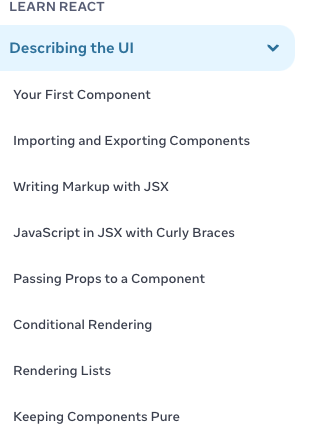 LEARN REACT
Describing the UI
Your First Component
Importing and Exporting Components
Writing Markup with JSX
JavaScript in JSX with Curly Braces
Passing Props to a Component
Conditional Rendering
Rendering Lists
Keeping Components Pure